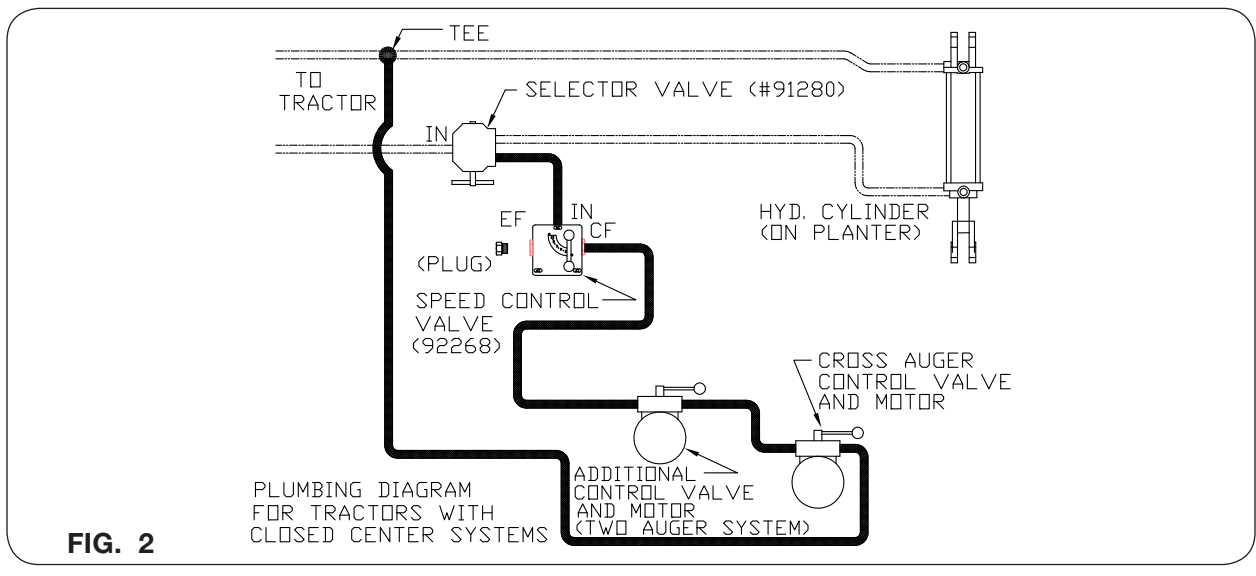 TEE
TO
TRACTOR
SELECTOR VALVE (#91280)
IN
HYD. CYLINDER
(ON PLANTER)
EF
IN
CF
(PLUG)
SPEED CONTROL
VALVE
(92268)
CROSS AUGER
CONTROL VALVE
AND MOTOR
ADDITIONAL
CONTROL VALVE
AND MOTOR
(TWO AUGER SYSTEM)
PLUMBING DIAGRAM
FOR TRACTORS WITH
CLOSED CENTER SYSTEMS
FIG. 2